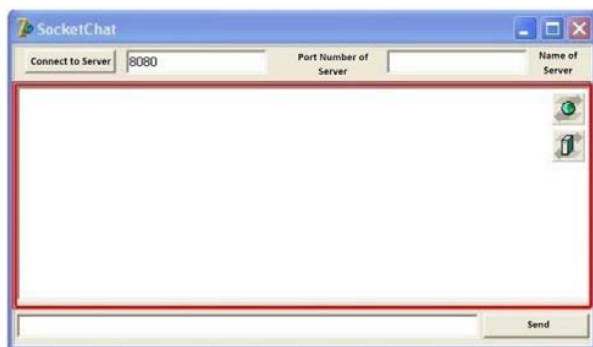 SocketChat
Connect to Server
8080
Port Number of
Server
Name of
Server
Send